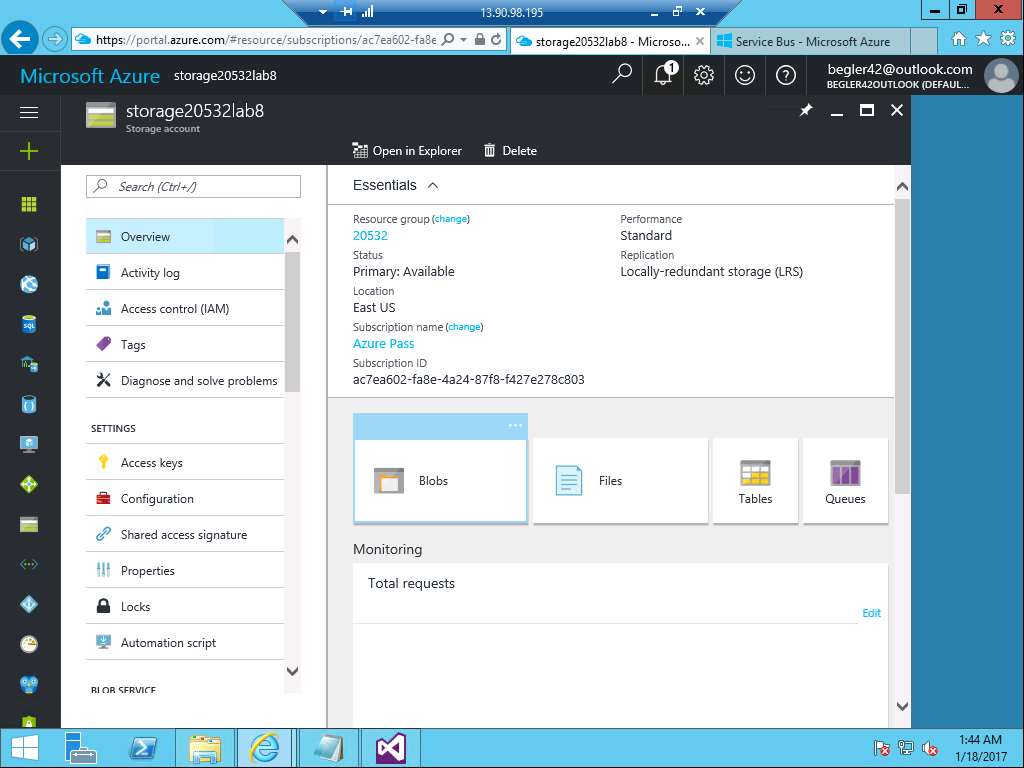 13.90.98.195
https://portal.azure.com/#resource/subscriptions/ac7ea602-fa8e
storage20532lab8 - Microso...
Service Bus - Microsoft Azure
Microsoft Azure storage20532lab8
1
begler42@outlook.com
BEGLER42OUTLOOK (DEFAUL...
storage20532lab8
Storage account
Open in Explorer
Delete
Search (Ctrl+/)
Overview
Activity log
Access control (IAM)
Tags
Diagnose and solve problems
SETTINGS
Access keys
Configuration
Shared access signature
Properties
Locks
Automation script
BLOB SERVICE
Essentials
Resource group (change)
20532
Status
Primary: Available
Location
East US
Subscription name (change)
Azure Pass
Subscription ID
ac7ea602-fa8e-4a24-87f8-f427e278c803
Performance
Standard
Replication
Locally-redundant storage (LRS)
...
Blobs
Files
Tables
Queues
Monitoring
Total requests
Edit
1:44 AM
1/18/2017